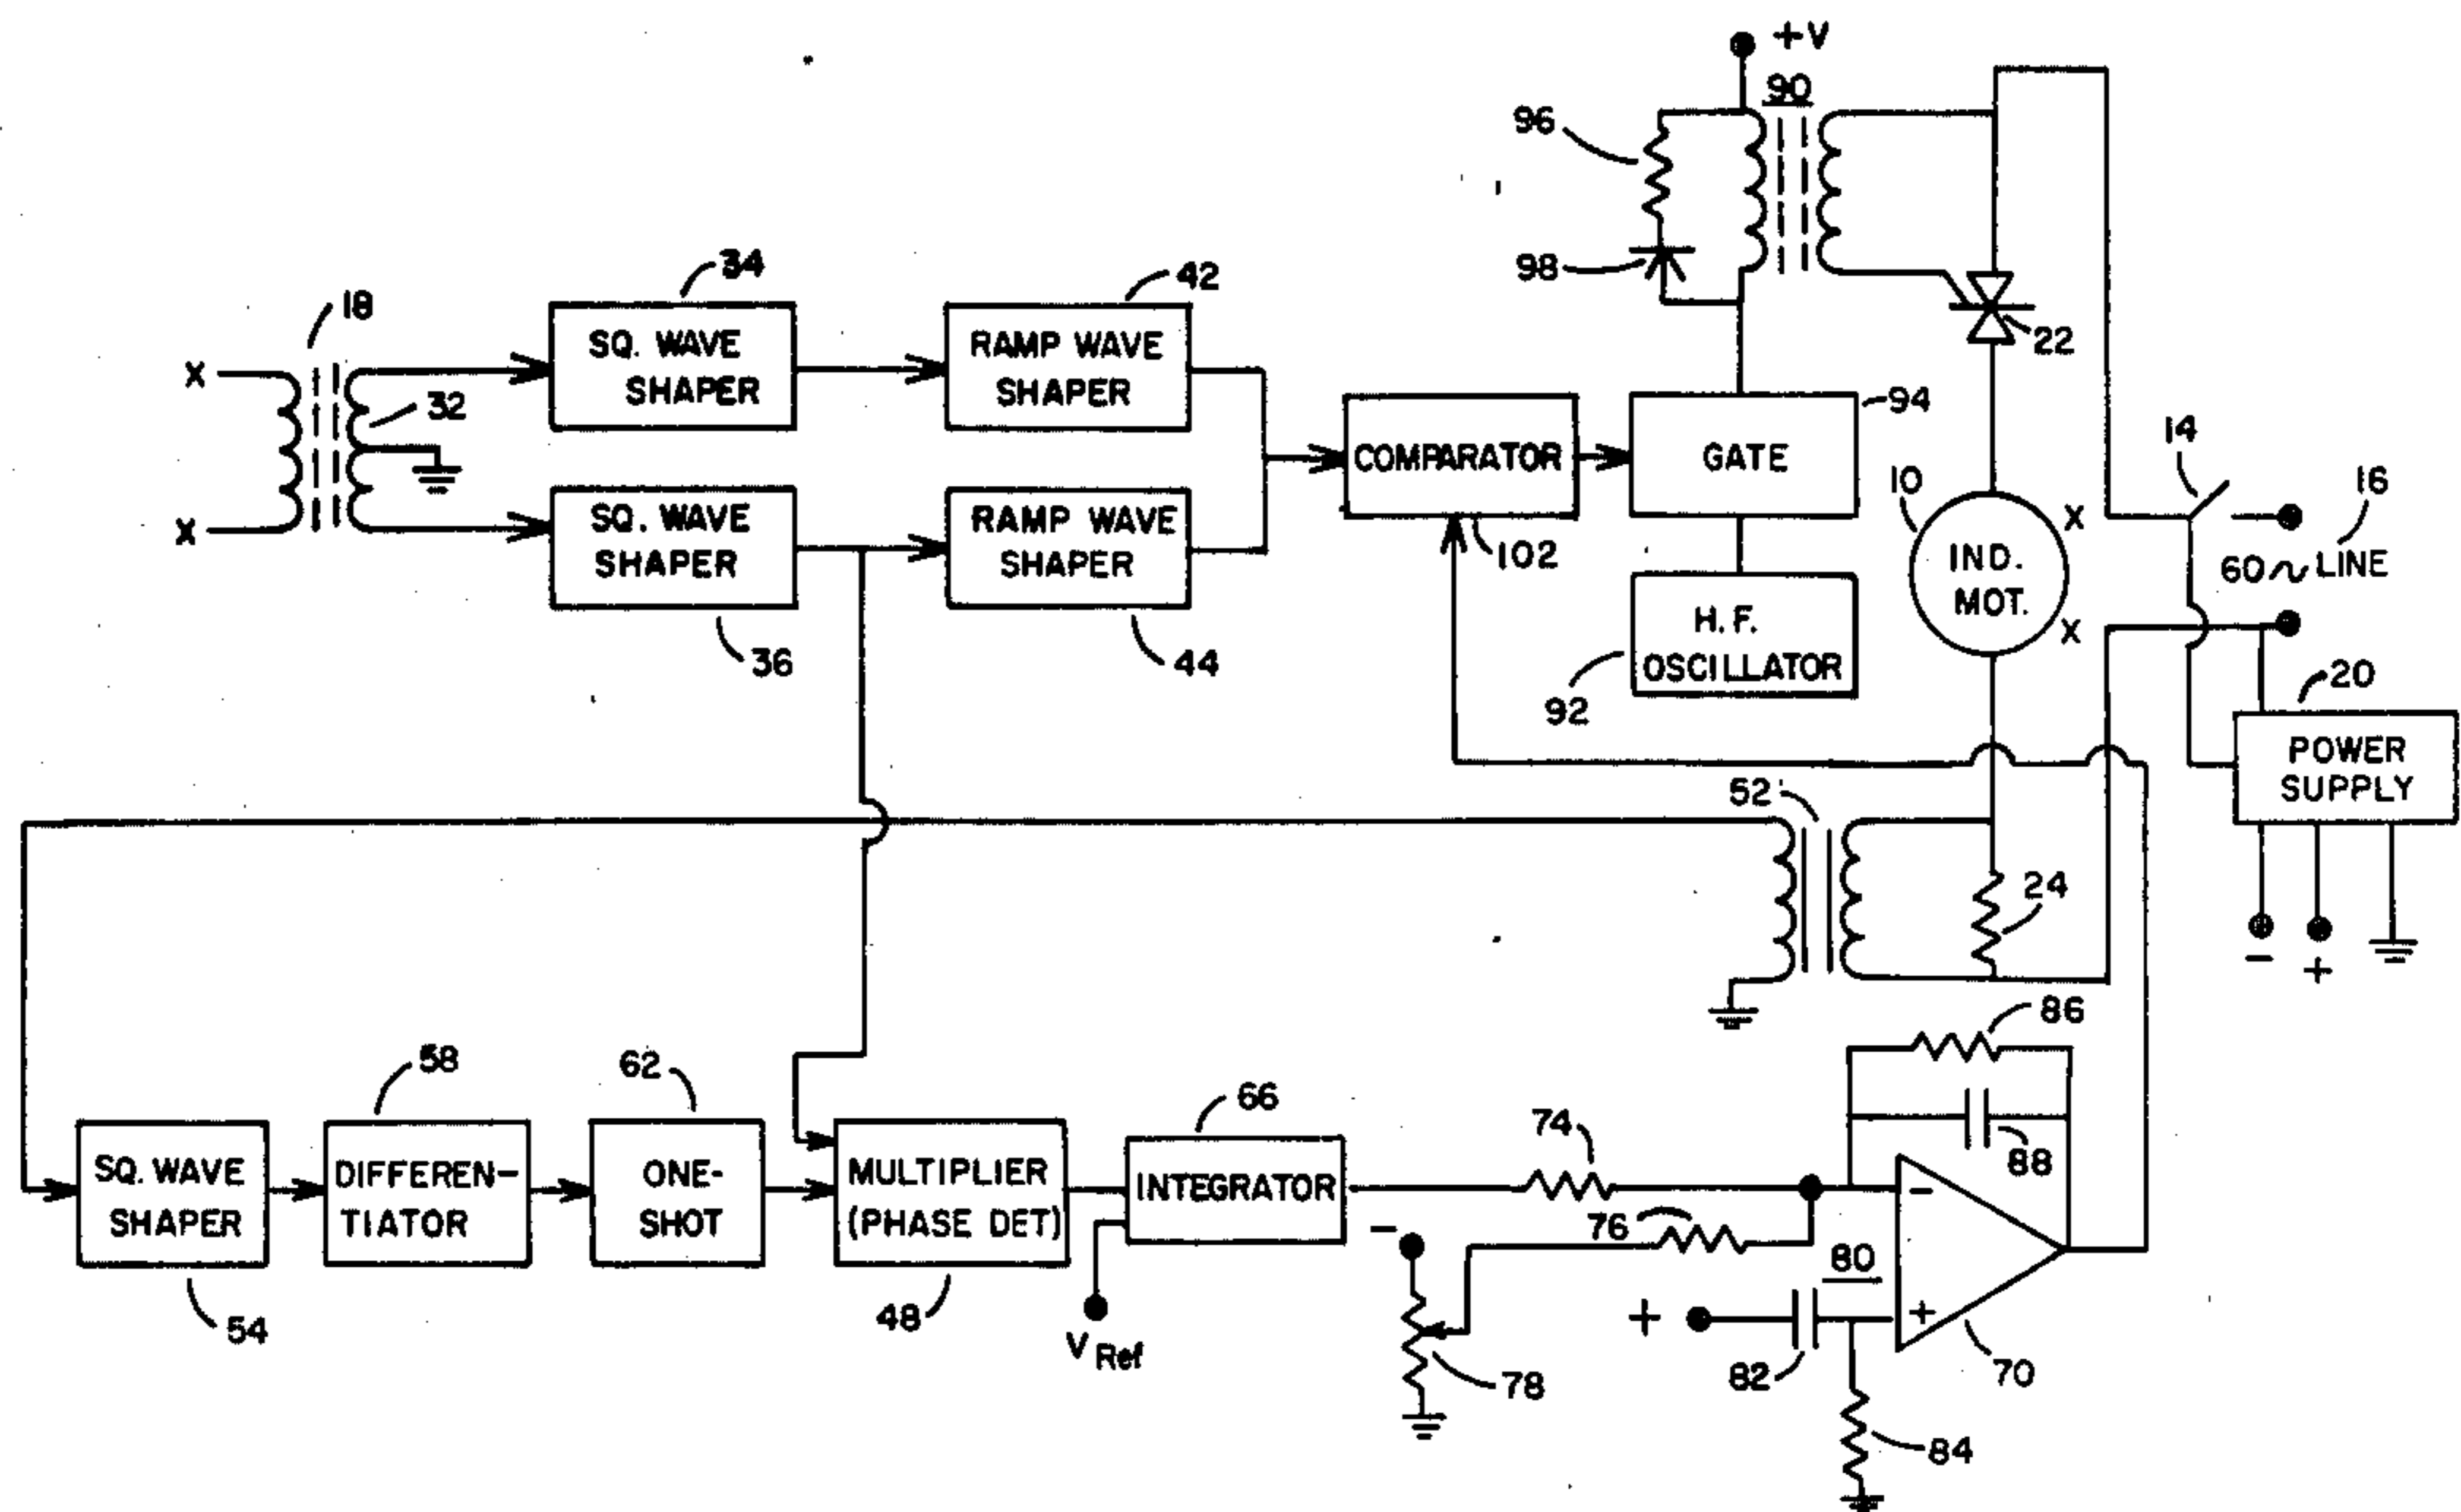 +V
90
96
98
22
34
42
18
X
X
32
SQ. WAVE
SHAPER
RAMP WAVE
SHAPER
SQ. WAVE
SHAPER
RAMP WAVE
SHAPER
36
44
COMPARATOR
102
GATE
94
H. F.
OSCILLATOR
92
10
IND.
MOT.
X
X
14
16
60~LINE
20
POWER
SUPPLY
-
+
52
24
86
88
58
62
66
74
SQ. WAVE
SHAPER
54
DIFFEREN-
TIATOR
ONE-
SHOT
MULTIPLIER
(PHASE DET)
48
INTEGRATOR
V Ref
76
-
78
80
+
82
84
-
+
70